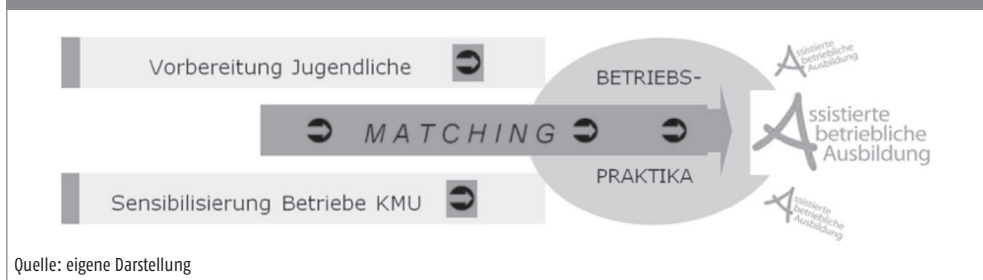 Vorbereitung Jugendliche
BETRIEBS-
MATCHING
PRAKTIKA
Sensibilisierung Betriebe KMU
Assistierte
betriebliche
Ausbildung
Assistierte
betriebliche
Ausbildung
Assistierte
betriebliche
Ausbildung
Quelle: eigene Darstellung